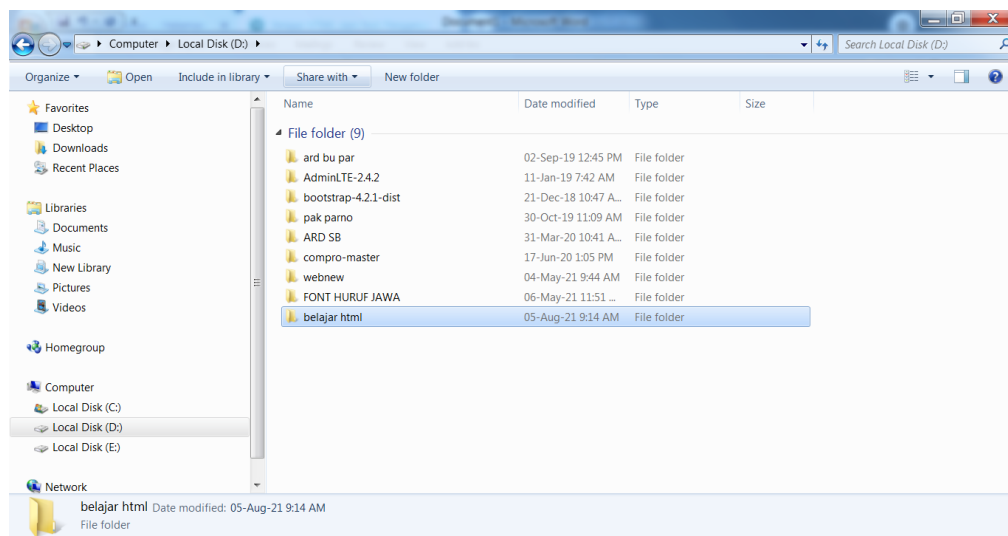 Document1 - Microsoft Word
Computer Local Disk (D:)
Search Local Disk (D:)
Organize Open Include in library Share with New folder
Favorites
Desktop
Downloads
Recent Places
Libraries
Documents
Music
New Library
Pictures
Videos
Homegroup
Computer
Local Disk (C:)
Local Disk (D:)
Local Disk (E:)
Network
Name Date modified Type Size
File folder (9)
ard bu par 02-Sep-19 12:45 PM File folder
AdminLTE-2.4.2 11-Jan-19 7:42 AM File folder
bootstrap-4.2.1-dist 21-Dec-18 10:47 A... File folder
pak parno 30-Oct-19 11:09 AM File folder
ARD SB 31-Mar-20 10:41 A... File folder
compro-master 17-Jun-20 1:05 PM File folder
webnew 04-May-21 9:44 AM File folder
FONT HURUF JAWA 06-May-21 11:51 ... File folder
belajar html 05-Aug-21 9:14 AM File folder
belajar html Date modified: 05-Aug-21 9:14 AM
File folder